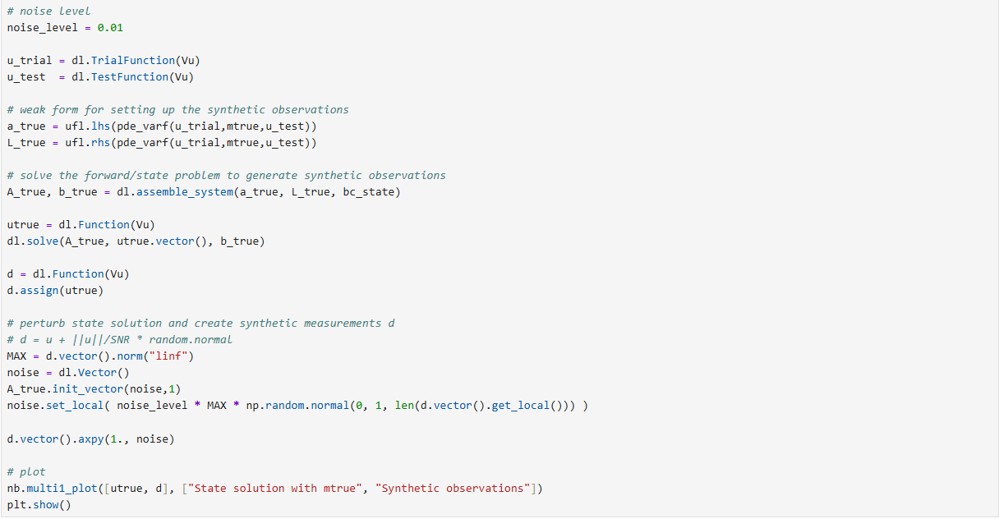 # noise level
noise_level = 0.01
u_trial = dl.TrialFunction(Vu)
u_test  = dl.TestFunction(Vu)
# weak form for setting up the synthetic observations
a_true = ufl.lhs(pde_varf(u_trial,mtrue,u_test))
L_true = ufl.rhs(pde_varf(u_trial,mtrue,u_test))
# solve the forward/state problem to generate synthetic observations
A_true, b_true = dl.assemble_system(a_true, L_true, bc_state)
utrue = dl.Function(Vu)
dl.solve(A_true, utrue.vector(), b_true)
d = dl.Function(Vu)
d.assign(utrue)
# perturb state solution and create synthetic measurements d
# d = u + ||u||/SNR * random.normal
MAX = d.vector().norm("linf")
noise = dl.Vector()
A_true.init_vector(noise,1)
noise.set_local( noise_level * MAX * np.random.normal(0, 1, len(d.vector().get_local())) )
d.vector().axpy(1., noise)
# plot
nb.multi1_plot([utrue, d], ["State solution with mtrue", "Synthetic observations"])
plt.show()